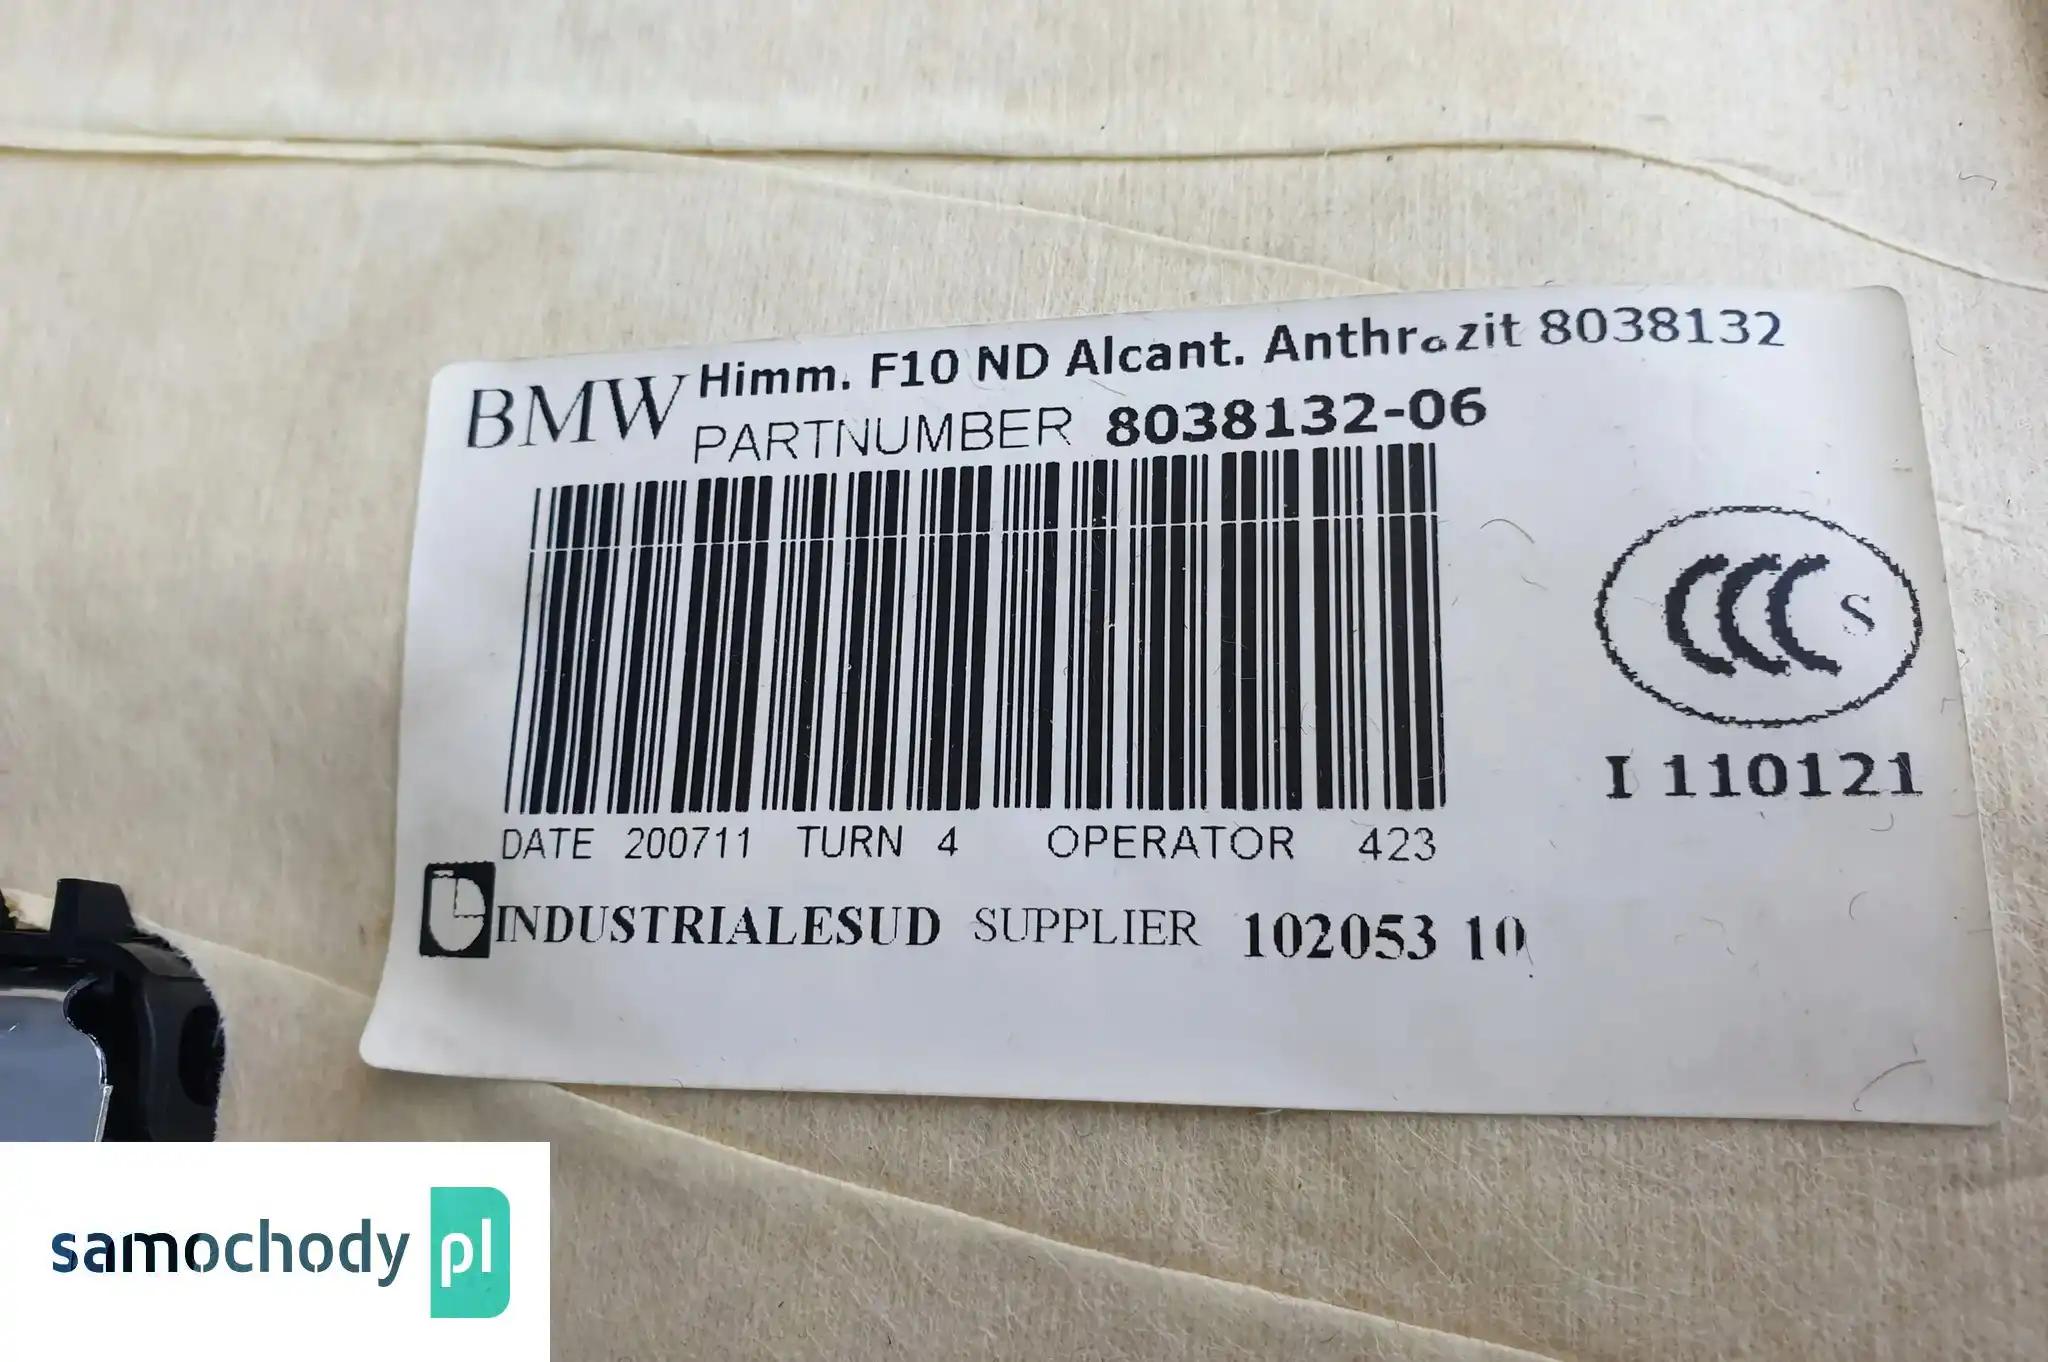 BMW Himm. F10 ND Alcant. Anthrazit 8038132
PARTNUMBER 8038132-06
CCC S
I 110121
DATE 200711 TURN 4 OPERATOR 423
INDUSTRIALESUD SUPPLIER 102053 10
samochody pl